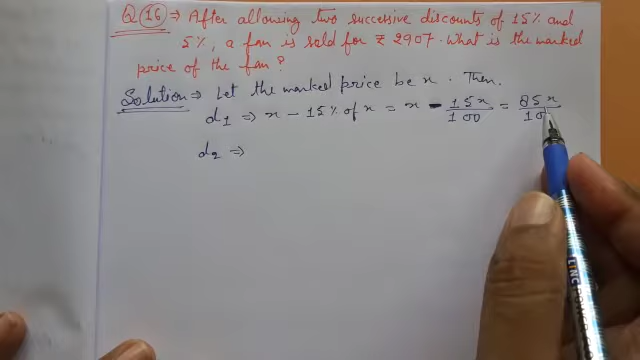 Q(16) ⇒ After allowing two successive discounts of 15% and
5%, a fan is sold for ₹ 2907. What is the marked
price of the fan?
Solution ⇒ Let the marked price be x. Then,
d1 ⇒ x - 15% of x = x - 15x/100 = 85x/100
d2 ⇒
LINC